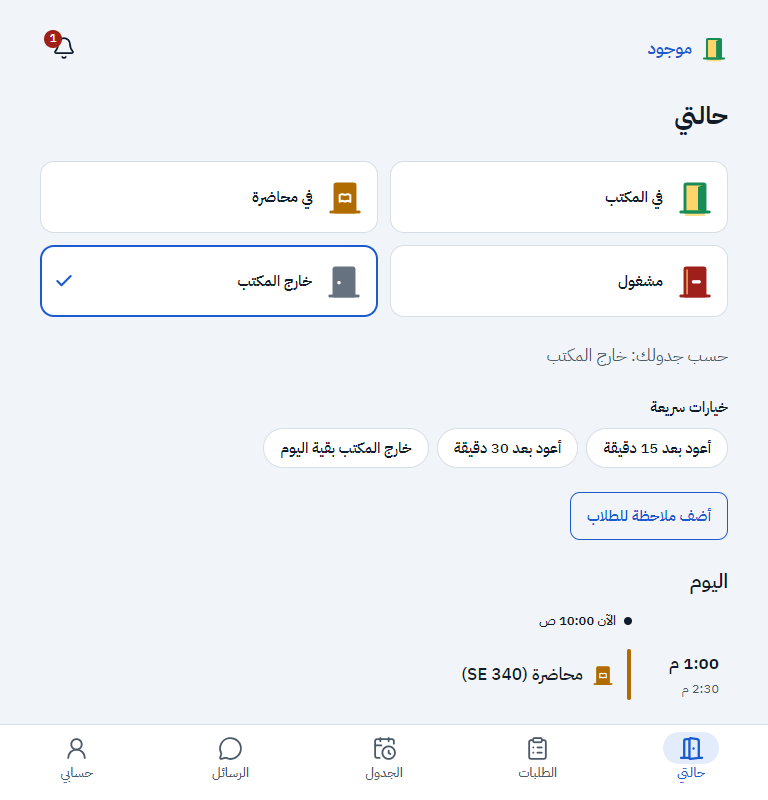 موجود
1
حالتي
في المكتب
في محاضرة
مشغول
خارج المكتب
حسب جدولك: خارج المكتب
خيارات سريعة
أعود بعد 15 دقيقة
أعود بعد 30 دقيقة
خارج المكتب بقية اليوم
أضف ملاحظة للطلاب
اليوم
الآن 10:00 ص
1:00 م
محاضرة (SE 340)
2:30 م
حالتي
الطلبات
الجدول
الرسائل
حسابي